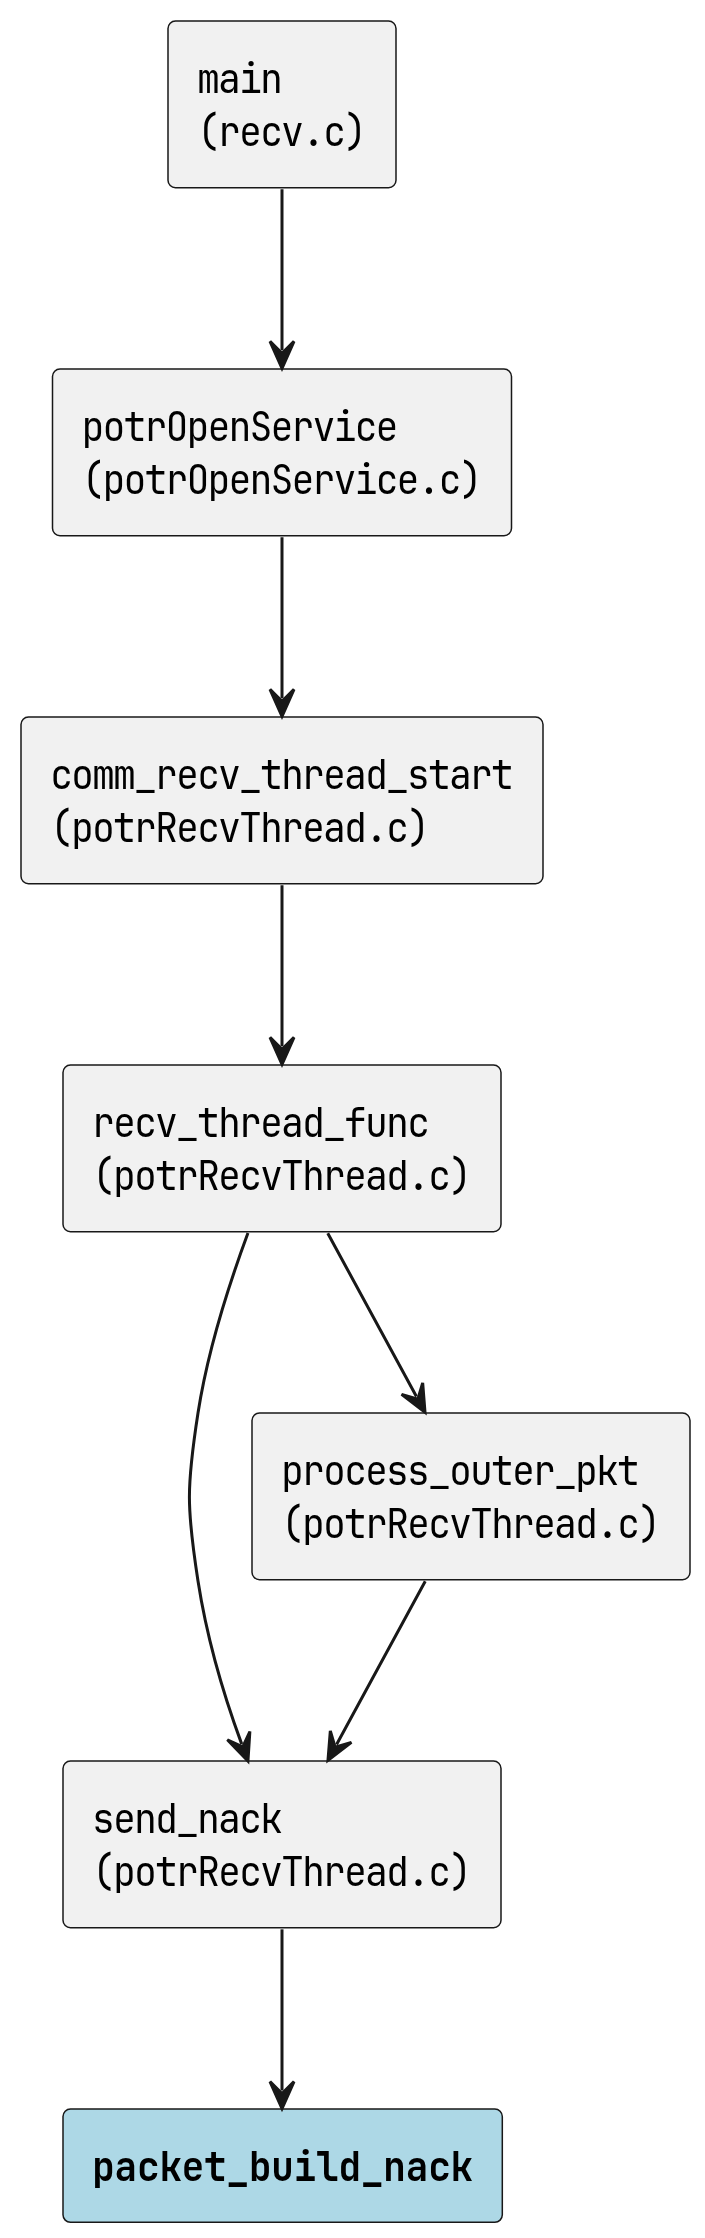 main
(recv.c)
potrOpenService
(potrOpenService.c)
comm_recv_thread_start
(potrRecvThread.c)
recv_thread_func
(potrRecvThread.c)
process_outer_pkt
(potrRecvThread.c)
send_nack
(potrRecvThread.c)
packet_build_nack